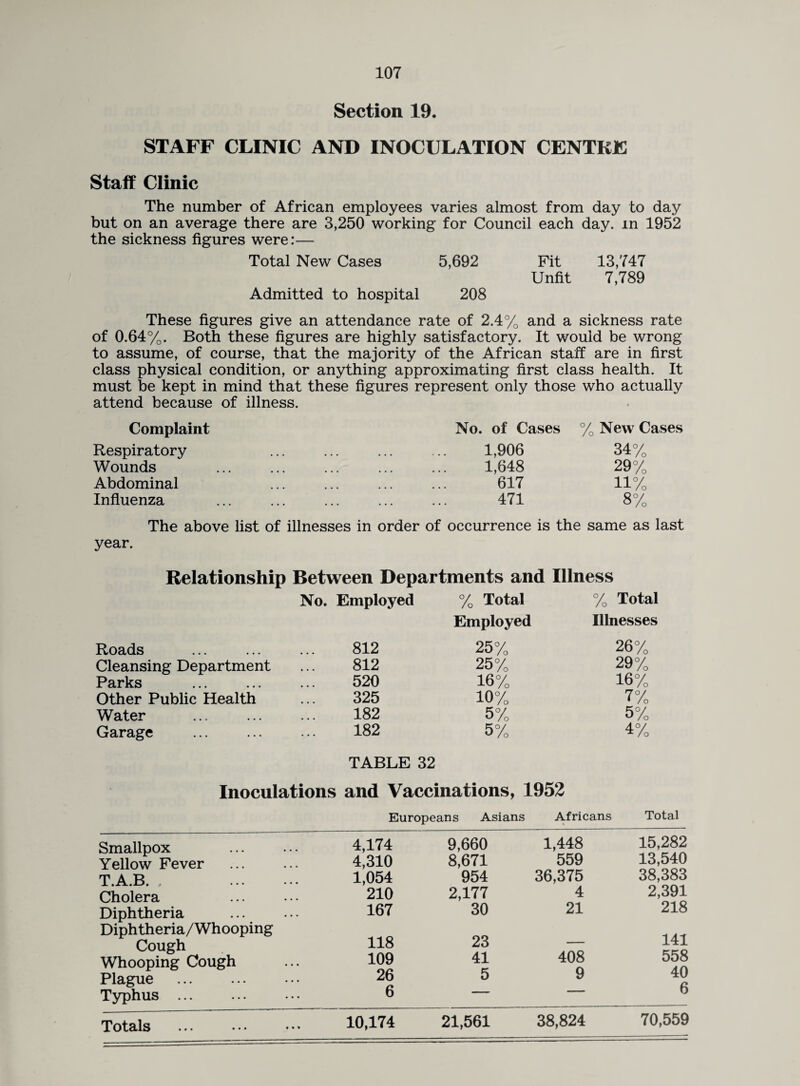 107
Section 19.
STAFF CLINIC AND INOCULATION CENTRE
Staff Clinic
The number of African employees varies almost from day to day
but on an average there are 3,250 working for Council each day. in 1952
the sickness figures were:—
Total New Cases 5,692 Fit 13,747
Unfit 7,789
Admitted to hospital 208
These figures give an attendance rate of 2.4% and a sickness rate
of 0.64%. Both these figures are highly satisfactory. It would be wrong
to assume, of course, that the majority of the African staff are in first
class physical condition, or anything approximating first class health. It
must be kept in mind that these figures represent only those who actually
attend because of illness.
Complaint No. of Cases % New Cases
Respiratory ... ... ... ... 1,906 34%
Wounds ... ... ... ... ... 1,648 29%
Abdominal ... ... ... ... 617 11%
Influenza ... ... ... ... ... 471 8%
The above list of illnesses in order of occurrence is the same as last
year.
Relationship Between Departments and Illness
No. Employed % Total % Total
Employed Illnesses
Roads ... ... ... 812 25% 26%
Cleansing Department ... 812 25% 29%
Parks ... ... ... 520 16% 16%
Other Public Health ... 325 10% 7%
Water ... ... ... 182 5% 5%
Garage ... ... ... 182 5% 4%
TABLE 32
Inoculations and Vaccinations, 1952
Europeans Asians Africans Total
Smallpox ... ... 4,174 9,660 1,448 15,282
Yellow Fever ... ... 4,310 8,671 559 13,540
T.A.B. ... ... 1,054 954 36,375 38,383
Cholera ... ... 210 2,177 4 2,391
Diphtheria ... ... 167 30 21 218
Diphtheria/Whooping
Cough 118 23 — 141
Whooping Cough ... 109 41 408 558
Plague ... ... ... 26 5 9 40
Typhus ... ... ... 6 — — 6
Totals ... ... ... 10,174 21,561 38,824 70,559